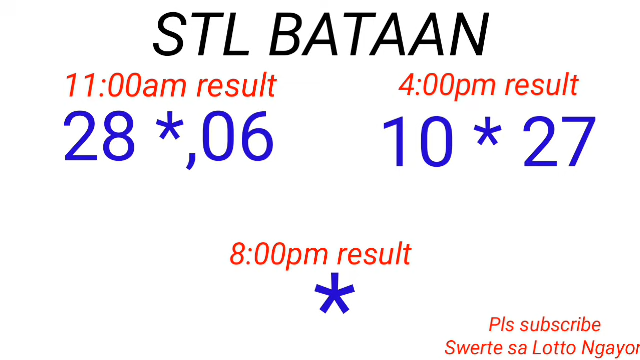 STL BATAAN
11:00am result
4:00pm result
28 *,06
10 * 27
8:00pm result
*
Pls subscribe
Swerte sa Lotto Ngayon